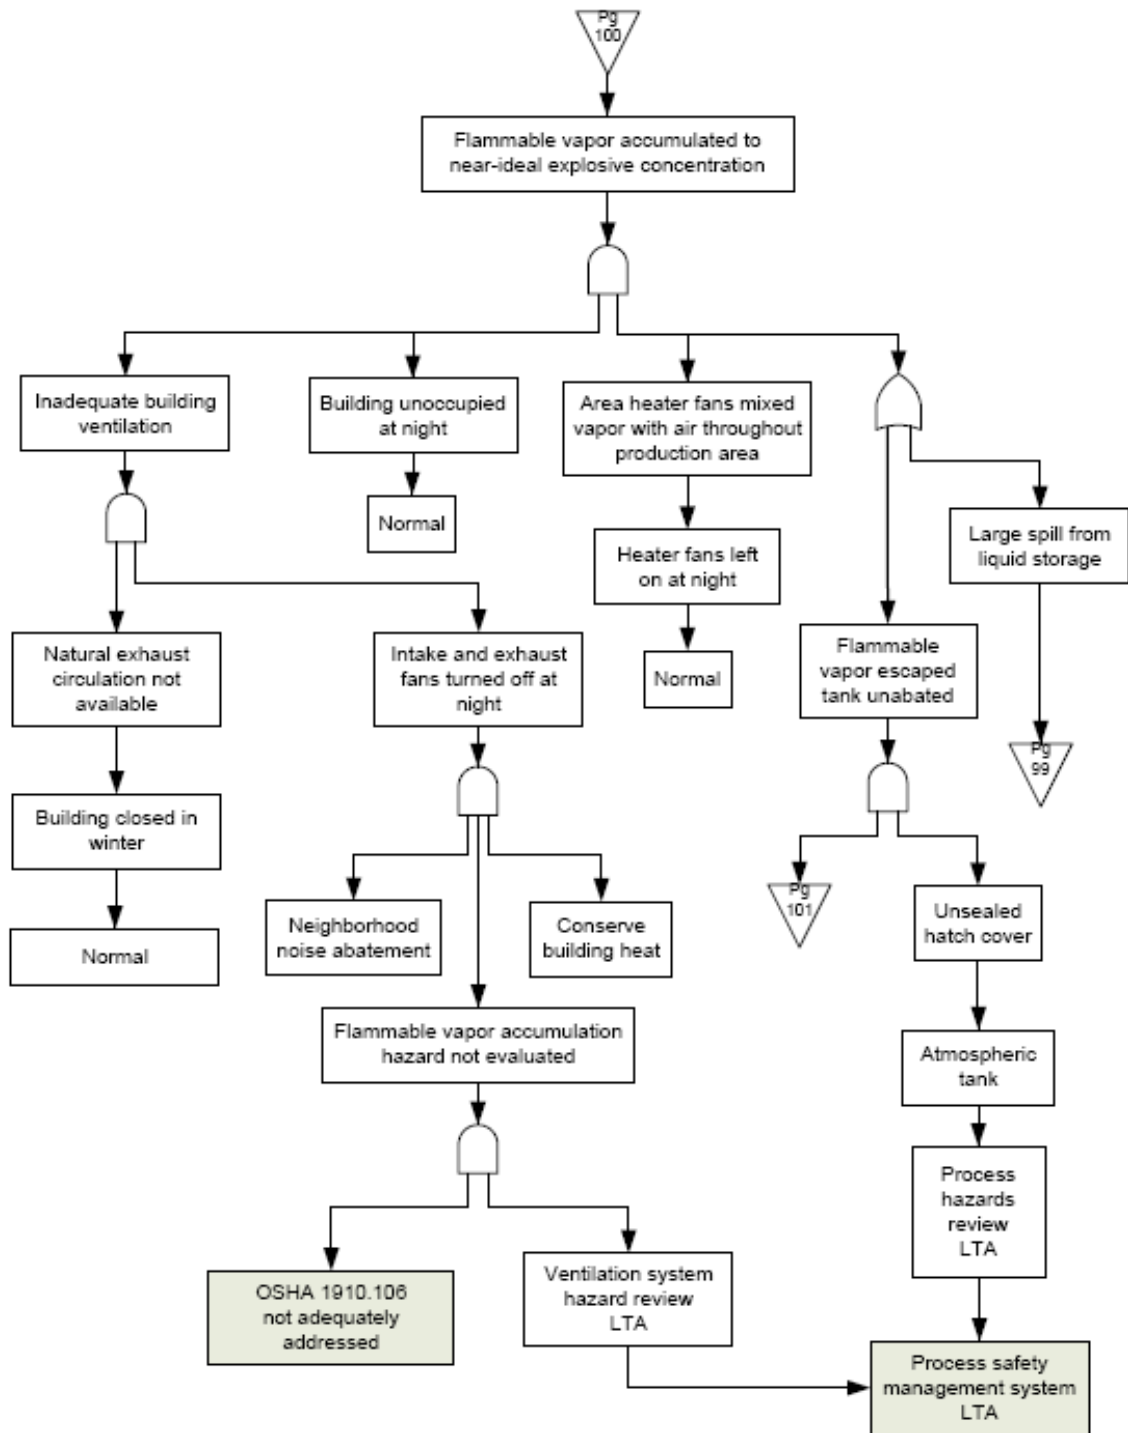 Pg
100
Flammable vapor accumulated to
near-ideal explosive concentration
Inadequate building
ventilation
Building unoccupied
at night
Area heater fans mixed
vapor with air throughout
production area
Normal
Large spill from
liquid storage
Heater fans left
on at night
Natural exhaust
circulation not
available
Intake and exhaust
fans turned off at
night
Flammable
vapor escaped
tank unabated
Normal
Pg
99
Building closed in
winter
Pg
101
Unsealed
hatch cover
Neighborhood
noise abatement
Conserve
building heat
Normal
Flammable vapor accumulation
hazard not evaluated
Atmospheric
tank
Process
hazards
review
LTA
OSHA 1910.106
not adequately
addressed
Ventilation system
hazard review
LTA
Process safety
management system
LTA